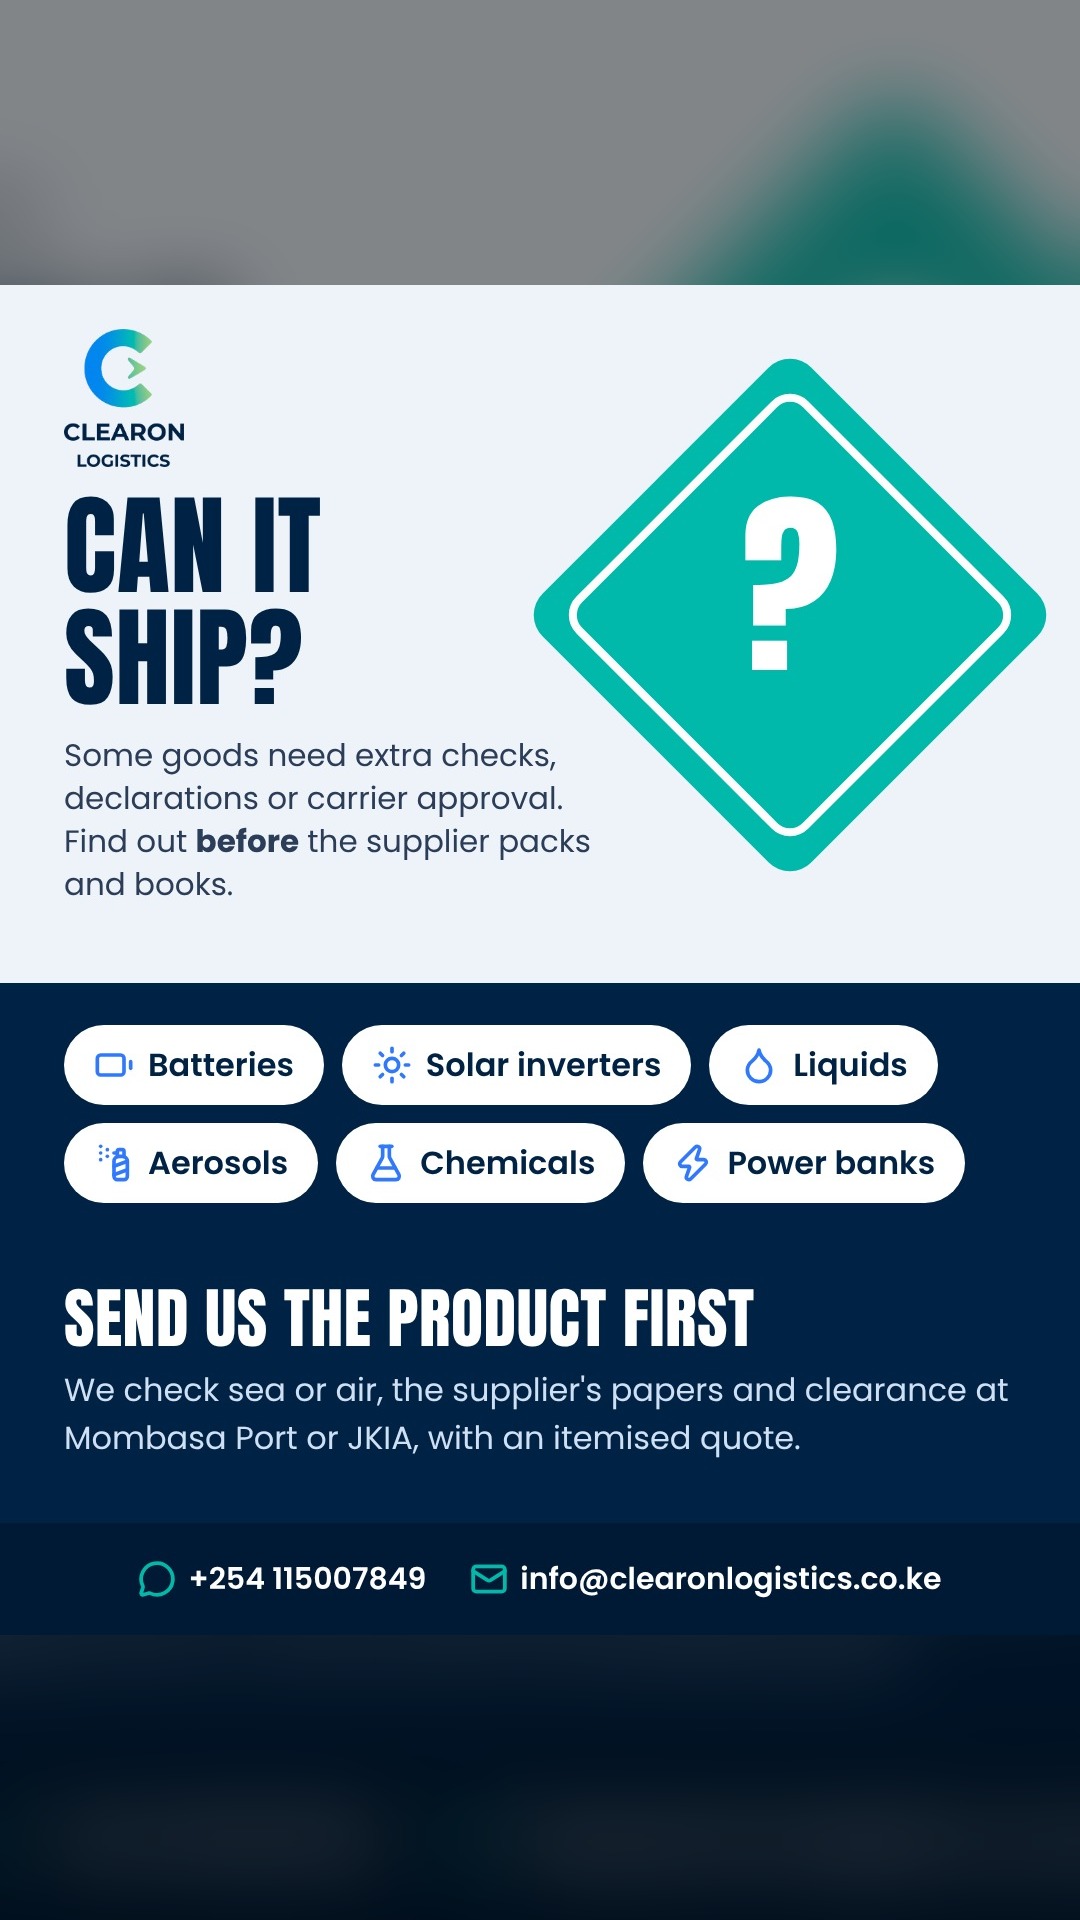 CLEARON
LOGISTICS
CAN IT
SHIP?
?
Some goods need extra checks,
declarations or carrier approval.
Find out before the supplier packs
and books.
Batteries
Solar inverters
Liquids
Aerosols
Chemicals
Power banks
SEND US THE PRODUCT FIRST
We check sea or air, the supplier's papers and clearance at
Mombasa Port or JKIA, with an itemised quote.
+254 115007849
info@clearonlogistics.co.ke